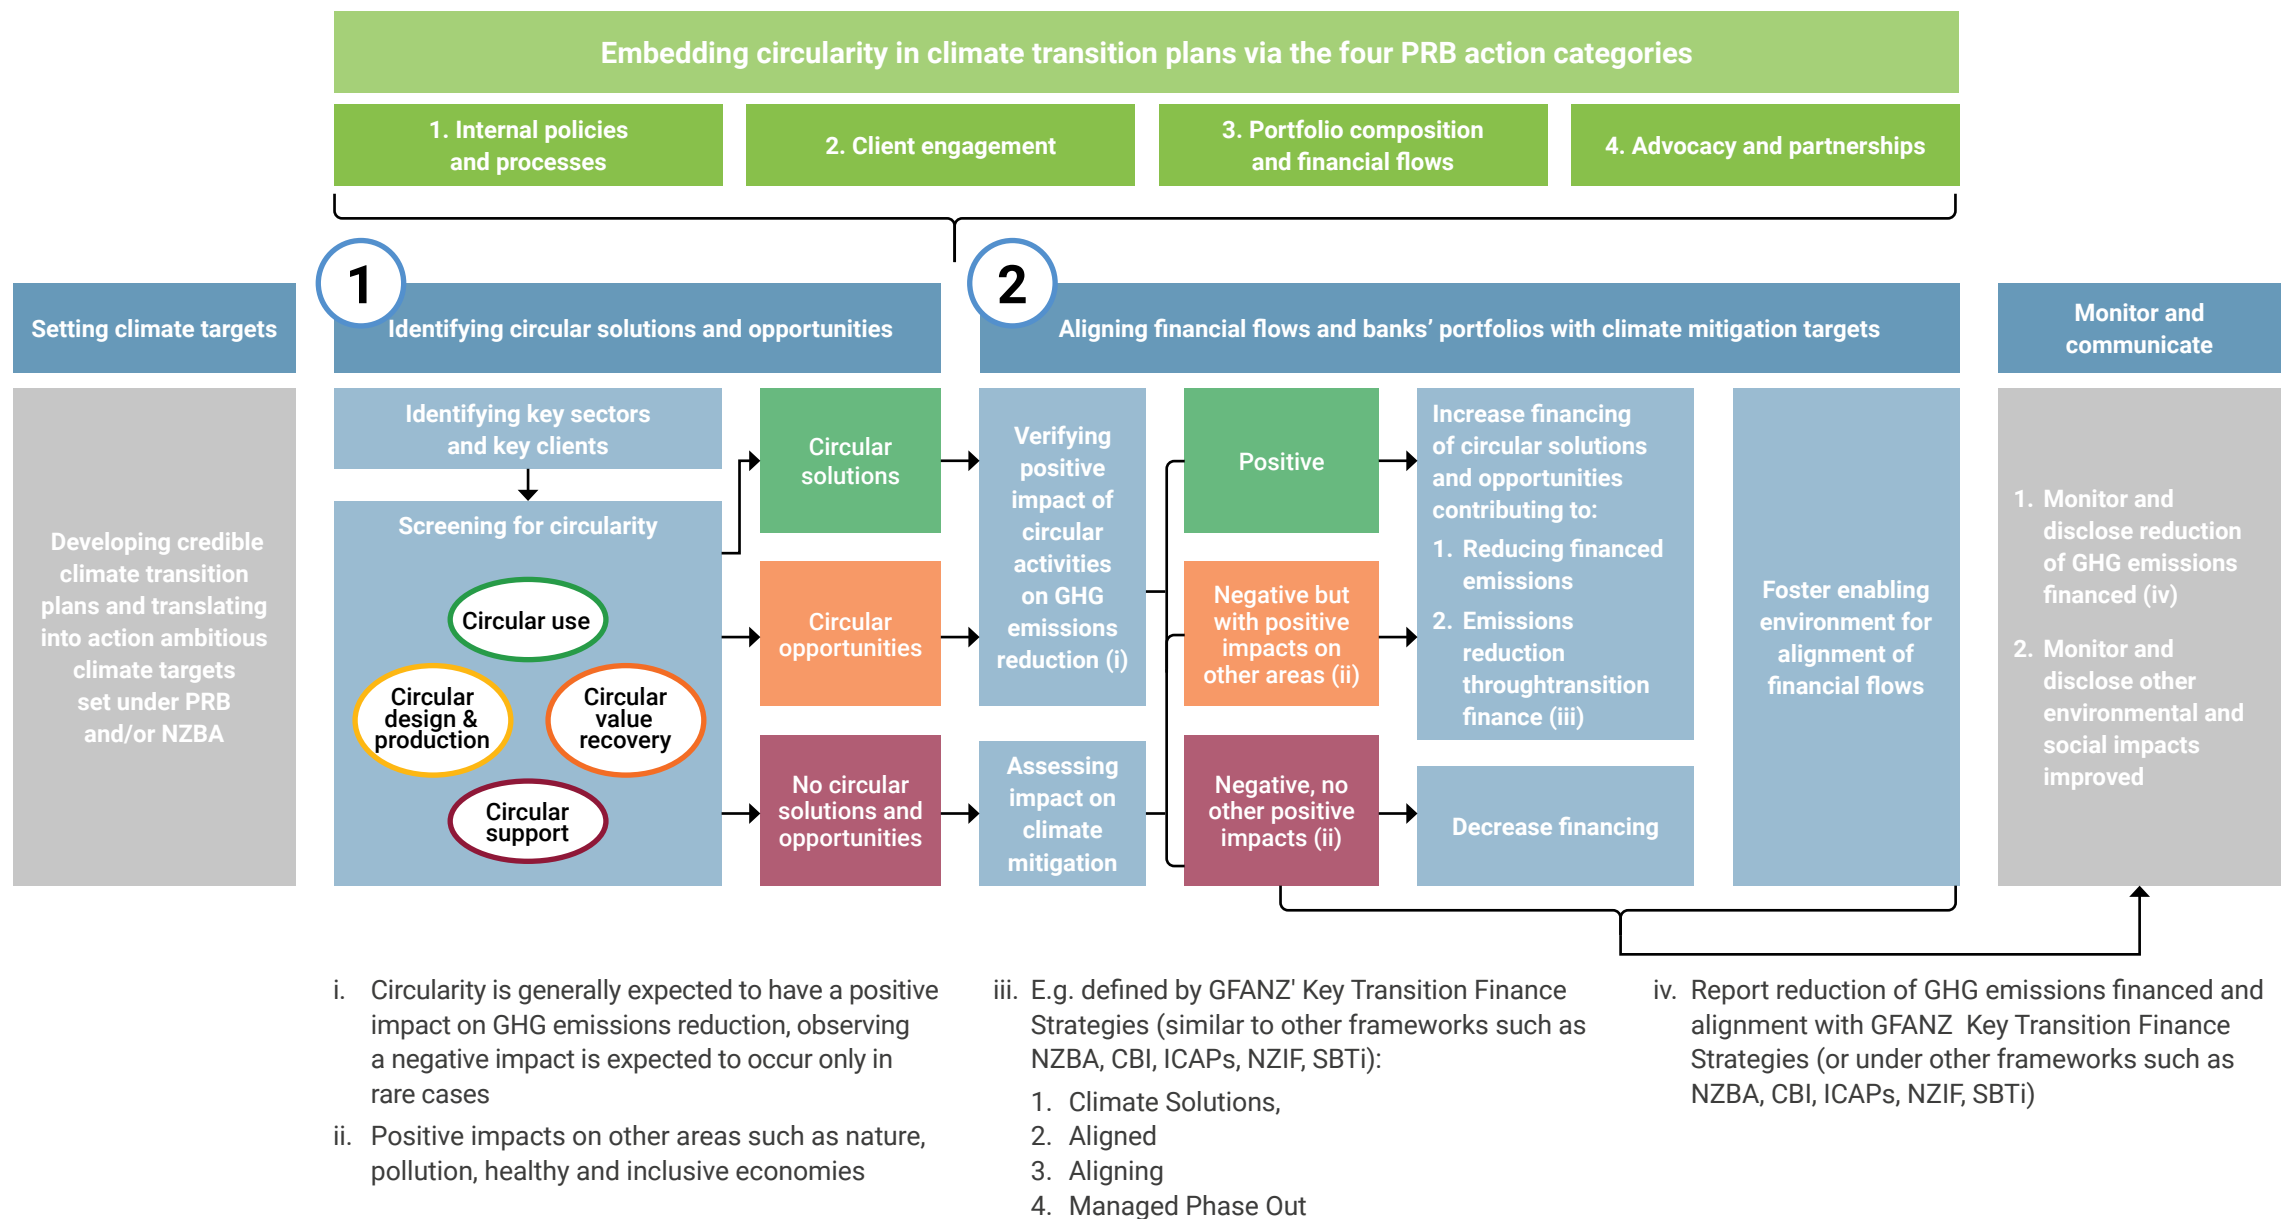 Embedding circularity in climate transition plans via the four PRB action categories
1. Internal policies
and processes
2. Client engagement
3. Portfolio composition
and financial flows
4. Advocacy and partnerships
1
2
Setting climate targets
Identifying circular solutions and opportunities
Aligning financial flows and banks’ portfolios with climate mitigation targets
Monitor and
communicate
Developing credible
climate transition
plans and translating
into action ambitious
climate targets
set under PRB
and/or NZBA
Identifying key sectors
and key clients
Screening for circularity
Circular use
Circular
design &
production
Circular
value
recovery
Circular
support
Circular
solutions
Circular
opportunities
No circular
solutions and
opportunities
Verifying
positive
impact of
circular
activities
on GHG
emissions
reduction (i)
Assessing
impact on
climate
mitigation
Positive
Negative but
with positive
impacts on
other areas (ii)
Negative, no
other positive
impacts (ii)
Increase financing
of circular solutions
and opportunities
contributing to:
1. Reducing financed
emissions
2. Emissions
reduction
throughtransition
finance (iii)
Decrease financing
Foster enabling
environment for
alignment of
financial flows
1. Monitor and
disclose reduction
of GHG emissions
financed (iv)
2. Monitor and
disclose other
environmental and
social impacts
improved
i. Circularity is generally expected to have a positive
impact on GHG emissions reduction, observing
a negative impact is expected to occur only in
rare cases
ii. Positive impacts on other areas such as nature,
pollution, healthy and inclusive economies
iii. E.g. defined by GFANZ' Key Transition Finance
Strategies (similar to other frameworks such as
NZBA, CBI, ICAPs, NZIF, SBTi):
1. Climate Solutions,
2. Aligned
3. Aligning
4. Managed Phase Out
iv. Report reduction of GHG emissions financed and
alignment with GFANZ Key Transition Finance
Strategies (or under other frameworks such as
NZBA, CBI, ICAPs, NZIF, SBTi)